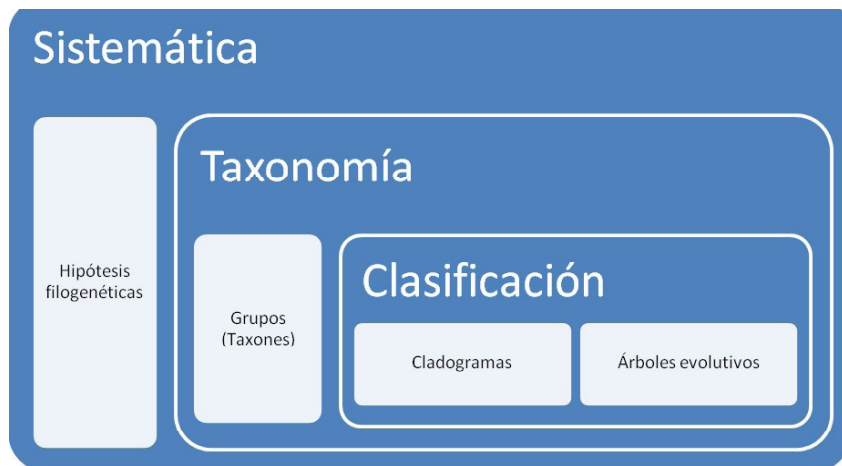 Sistemática
Taxonomía
Hipótesis
filogenéticas
Grupos
(Taxones)
Clasificación
Cladogramas
Árboles evolutivos